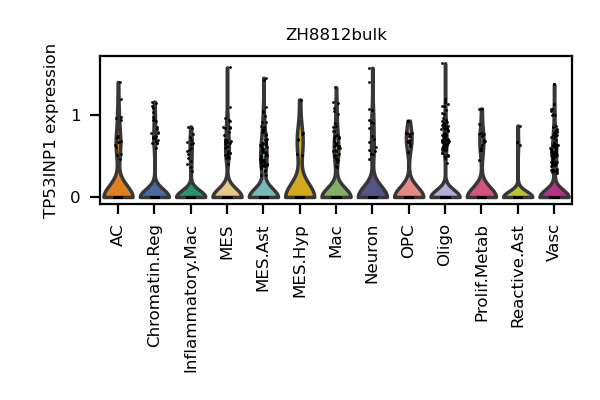 ZH8812bulk
TP53INP1 expression
1
0
AC
Chromatin.Reg
Inflammatory.Mac
MES
MES.Ast
MES.Hyp
Mac
Neuron
OPC
Oligo
Prolif.Metab
Reactive.Ast
Vasc